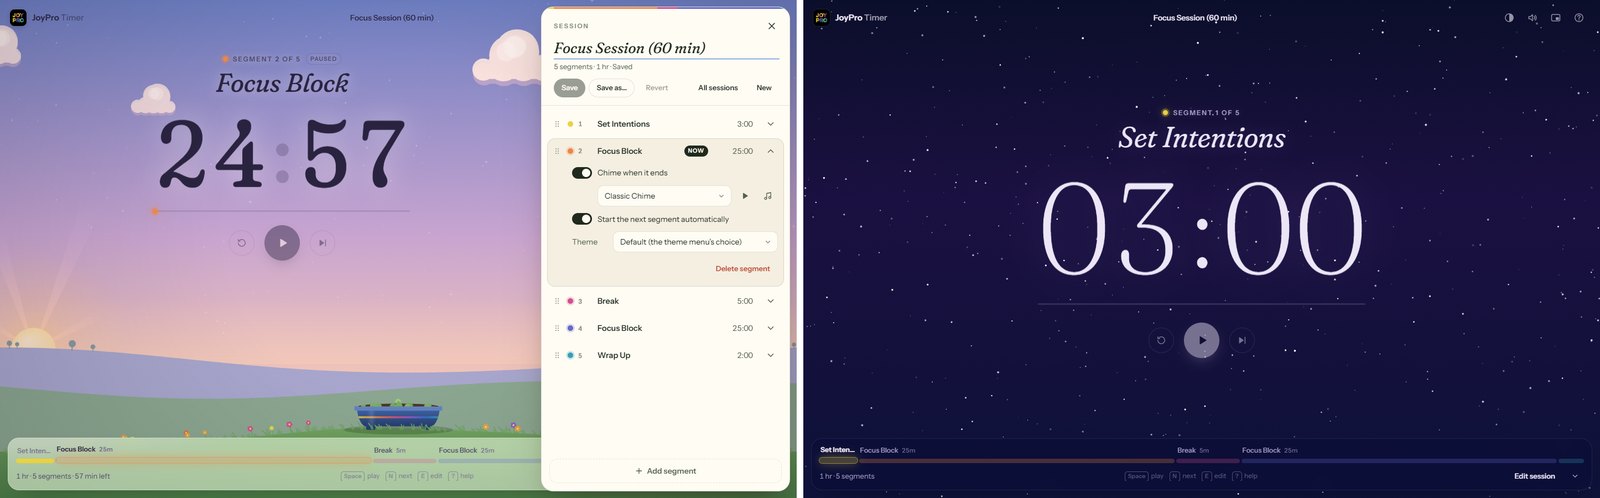 JOY
PRO
JoyPro Timer
Focus Session (60 min)
SEGMENT 2 OF 5 PAUSED
Focus Block
24:57
Set Inten... Focus Block 25m Break 5m Focus Block 25m
1 hr · 5 segments · 57 min left
Space play N next E edit ? help
SESSION
Focus Session (60 min)
5 segments · 1 hr · Saved
Save Save as... Revert All sessions New
1 Set Intentions 3:00
2 Focus Block NOW 25:00
Chime when it ends
Classic Chime
Start the next segment automatically
Theme Default (the theme menu's choice)
Delete segment
3 Break 5:00
4 Focus Block 25:00
5 Wrap Up 2:00
+ Add segment
JOY
PRO
JoyPro Timer
Focus Session (60 min)
?
SEGMENT 1 OF 5
Set Intentions
03:00
Set Inten... Focus Block 25m Break 5m Focus Block 25m
1 hr · 5 segments
Space play N next E edit ? help
Edit session